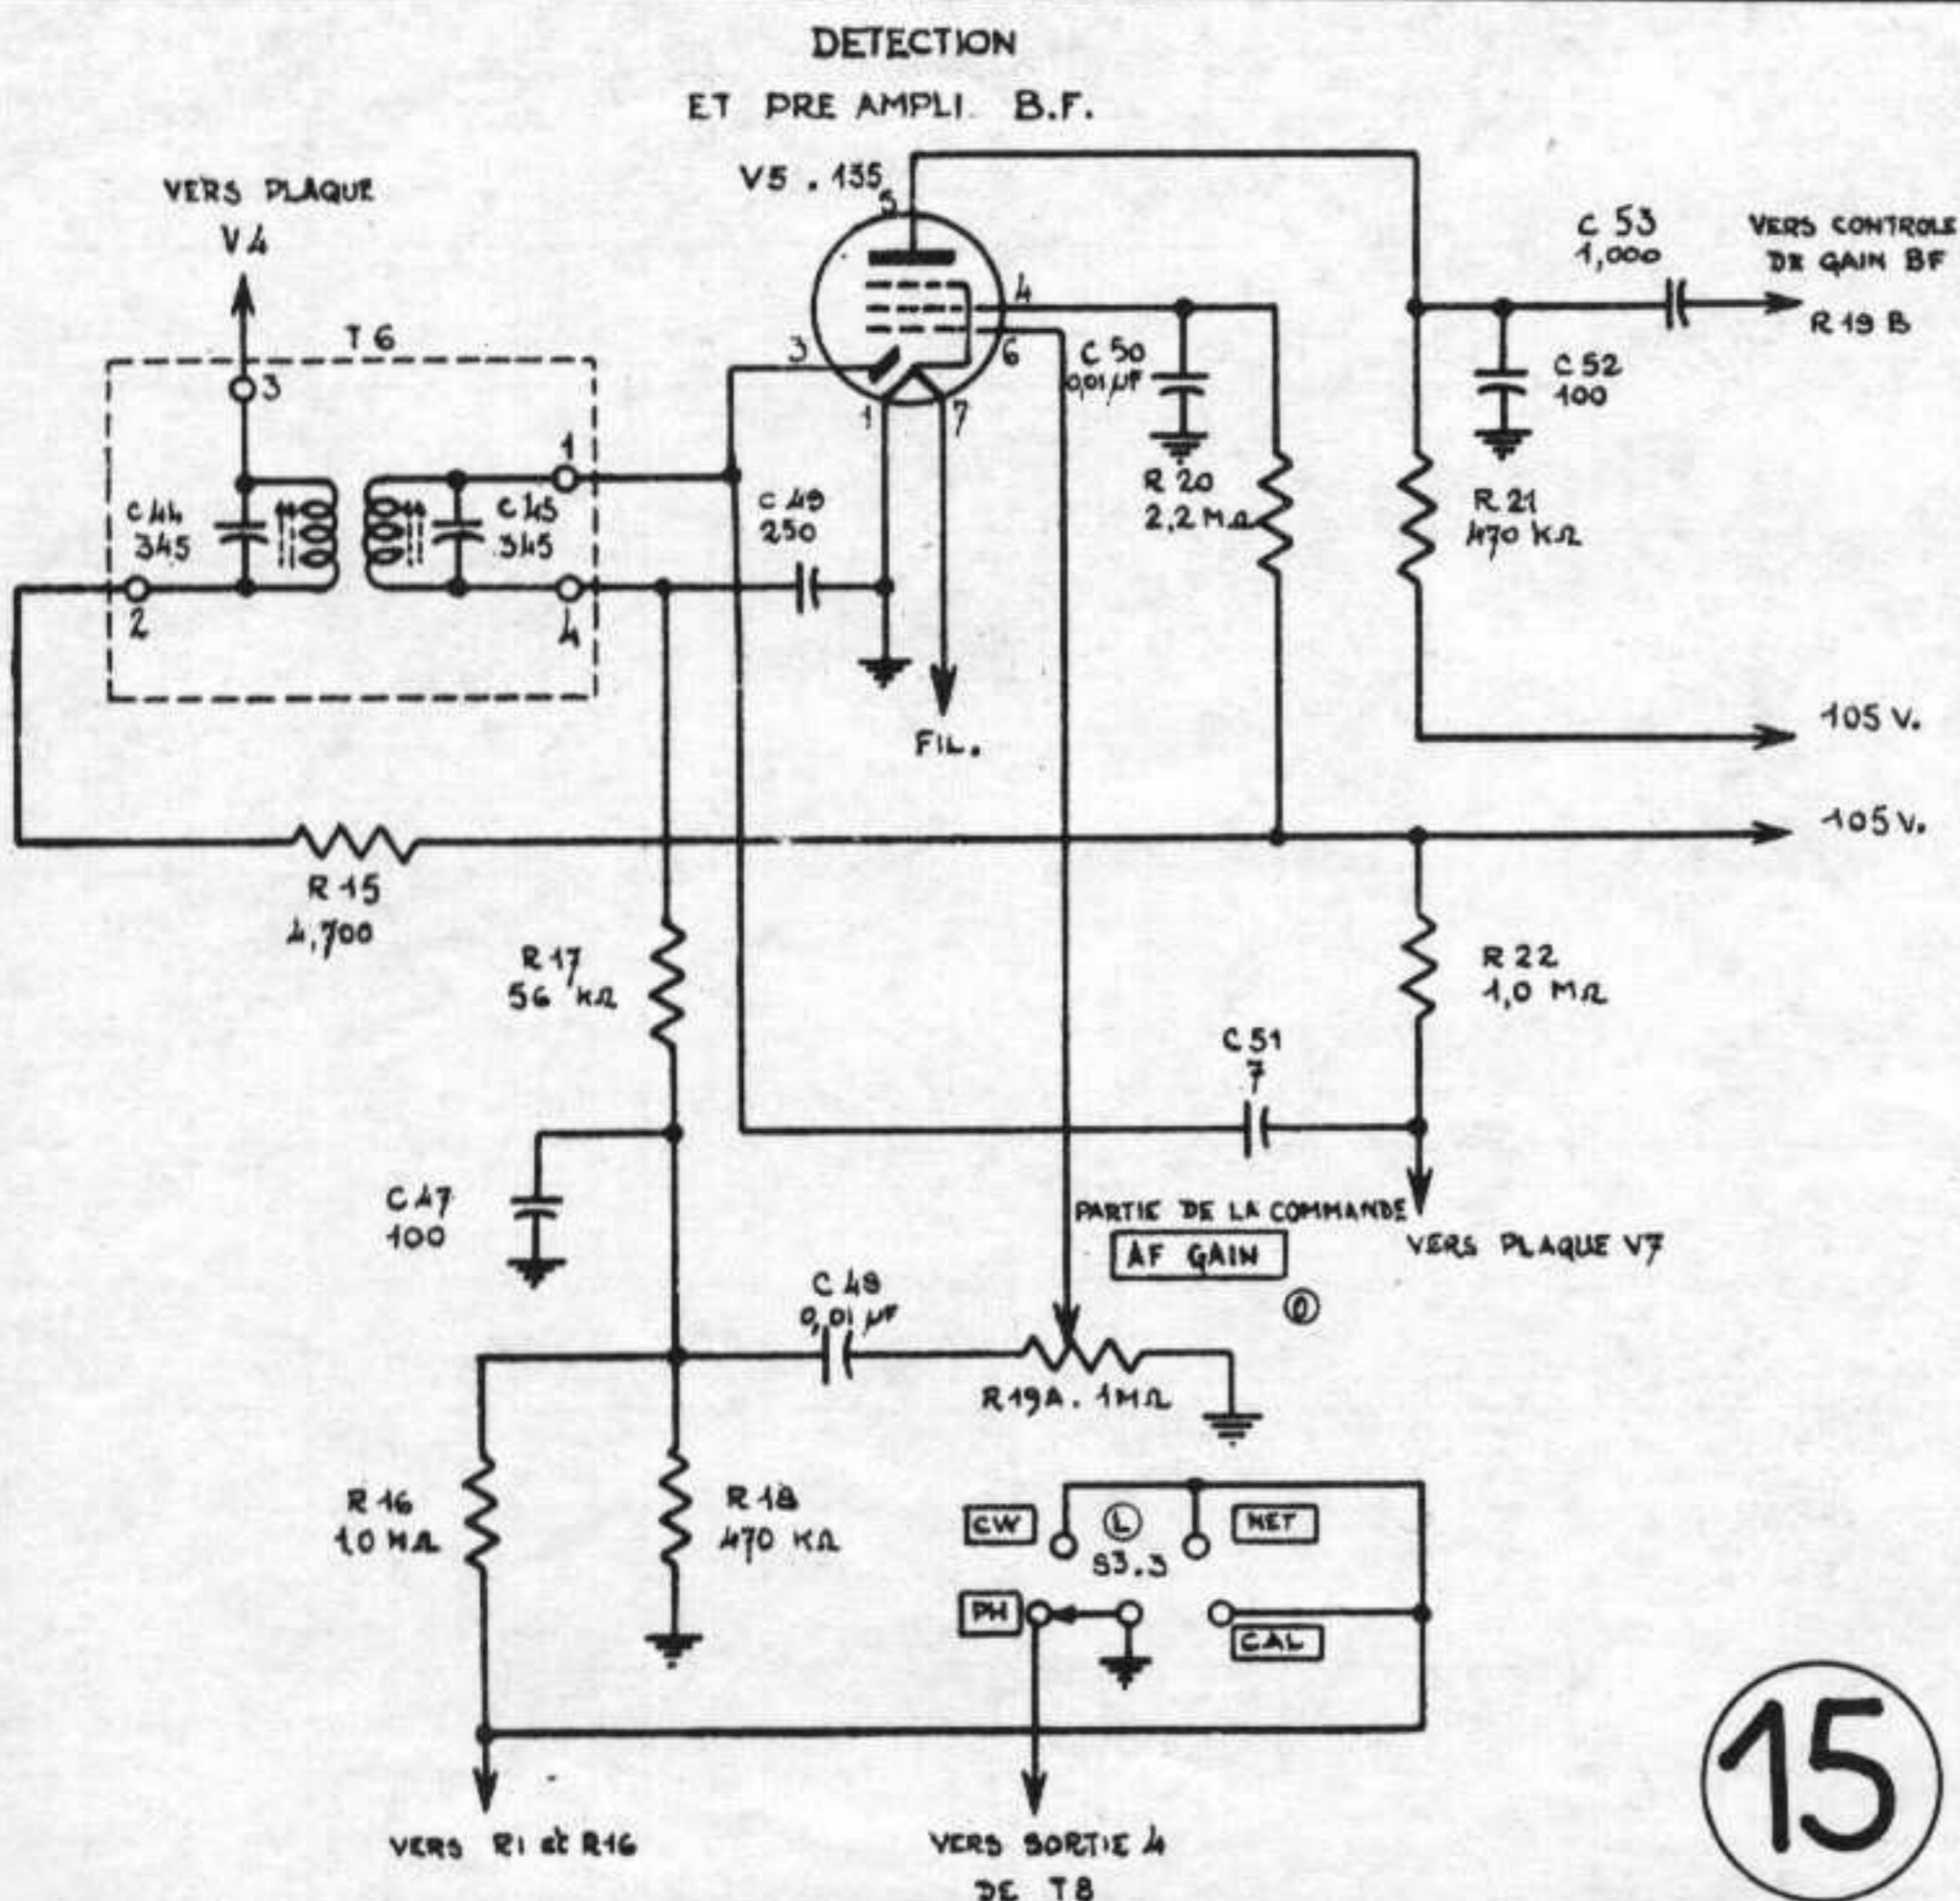 DETECTION
ET PRE AMPLI. B.F.
V5 . 135
VERS PLAQUE
V4
T 6
3
1
C 44
345
C 45
345
2
4
5
4
3
6
1
7
C 50
0,01 µF
C 53
1,000
VERS CONTROLE
DE GAIN BF
R 19 B
C 52
100
C 49
250
R 20
2,2 MΩ
R 21
470 KΩ
FIL.
105 V.
105 V.
R 15
4,700
R 17
56 KΩ
R 22
1,0 MΩ
C 51
7
C 47
100
PARTIE DE LA COMMANDE
AF GAIN
VERS PLAQUE V7
C 48
0,01 µF
R 19A. 1MΩ
R 16
10 MΩ
R 18
470 KΩ
CW
L
NET
S3.3
PH
CAL
VERS R1 et R16
VERS SORTIE 4
DE T8
15